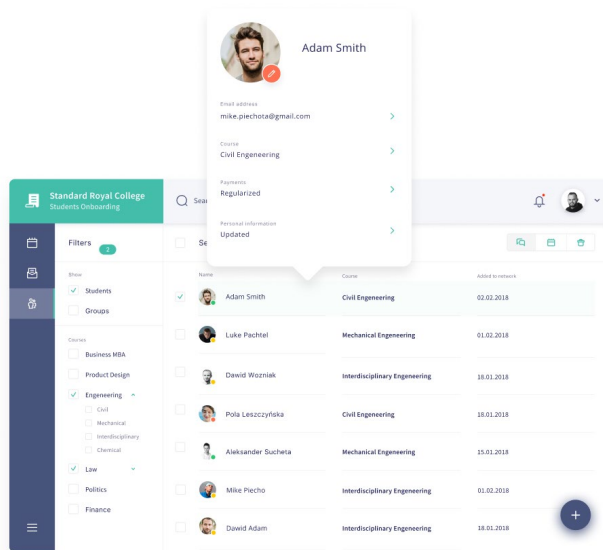 Adam Smith
Email address
mike.piechota@gmail.com
Course
Civil Engeneering
Payments
Regularized
Personal information
Updated
Standard Royal College
Students Onboarding
Sear
Filters
2
Se
Show
Students
Groups
Courses
Business MBA
Product Design
Engeneering
Civil
Mechanical
Interdisciplinary
Chemical
Law
Politics
Finance
Name
Course
Added to network
Adam Smith
Civil Engeneering
02.02.2018
Luke Pachtel
Mechanical Engeneering
01.02.2018
Dawid Wozniak
Interdisciplinary Engeneering
18.01.2018
Pola Leszczyńska
Civil Engeneering
18.01.2018
Aleksander Sucheta
Mechanical Engeneering
15.01.2018
Mike Piecho
Interdisciplinary Engeneering
01.02.2018
Dawid Adam
Interdisciplinary Engeneering
18.01.2018